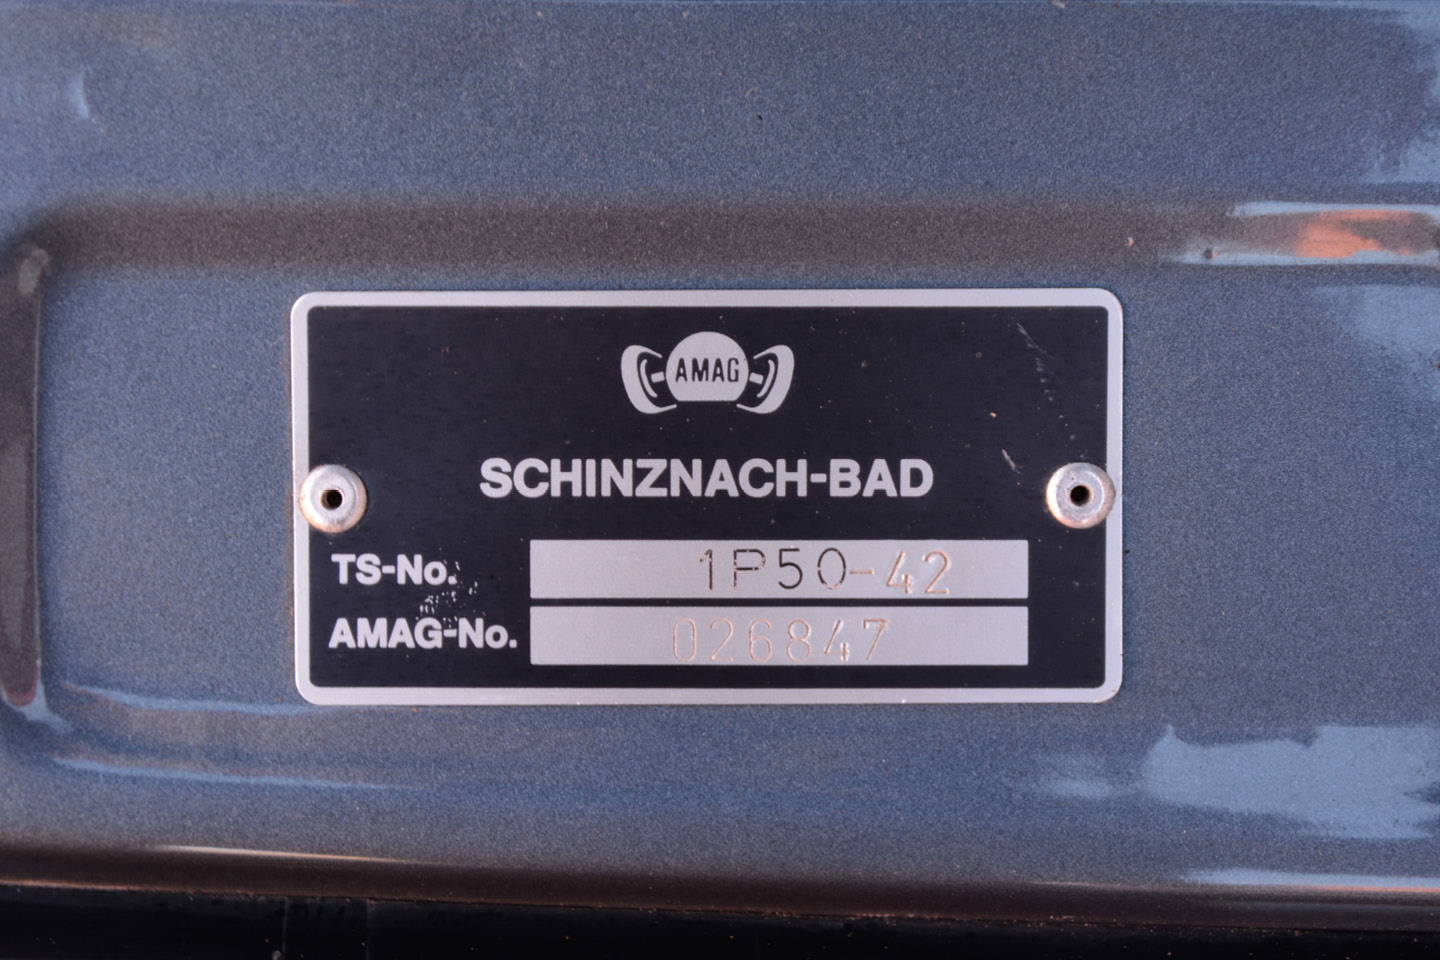 AMAG
SCHINZNACH-BAD
TS-No. 1P50-42
AMAG-No. 026847